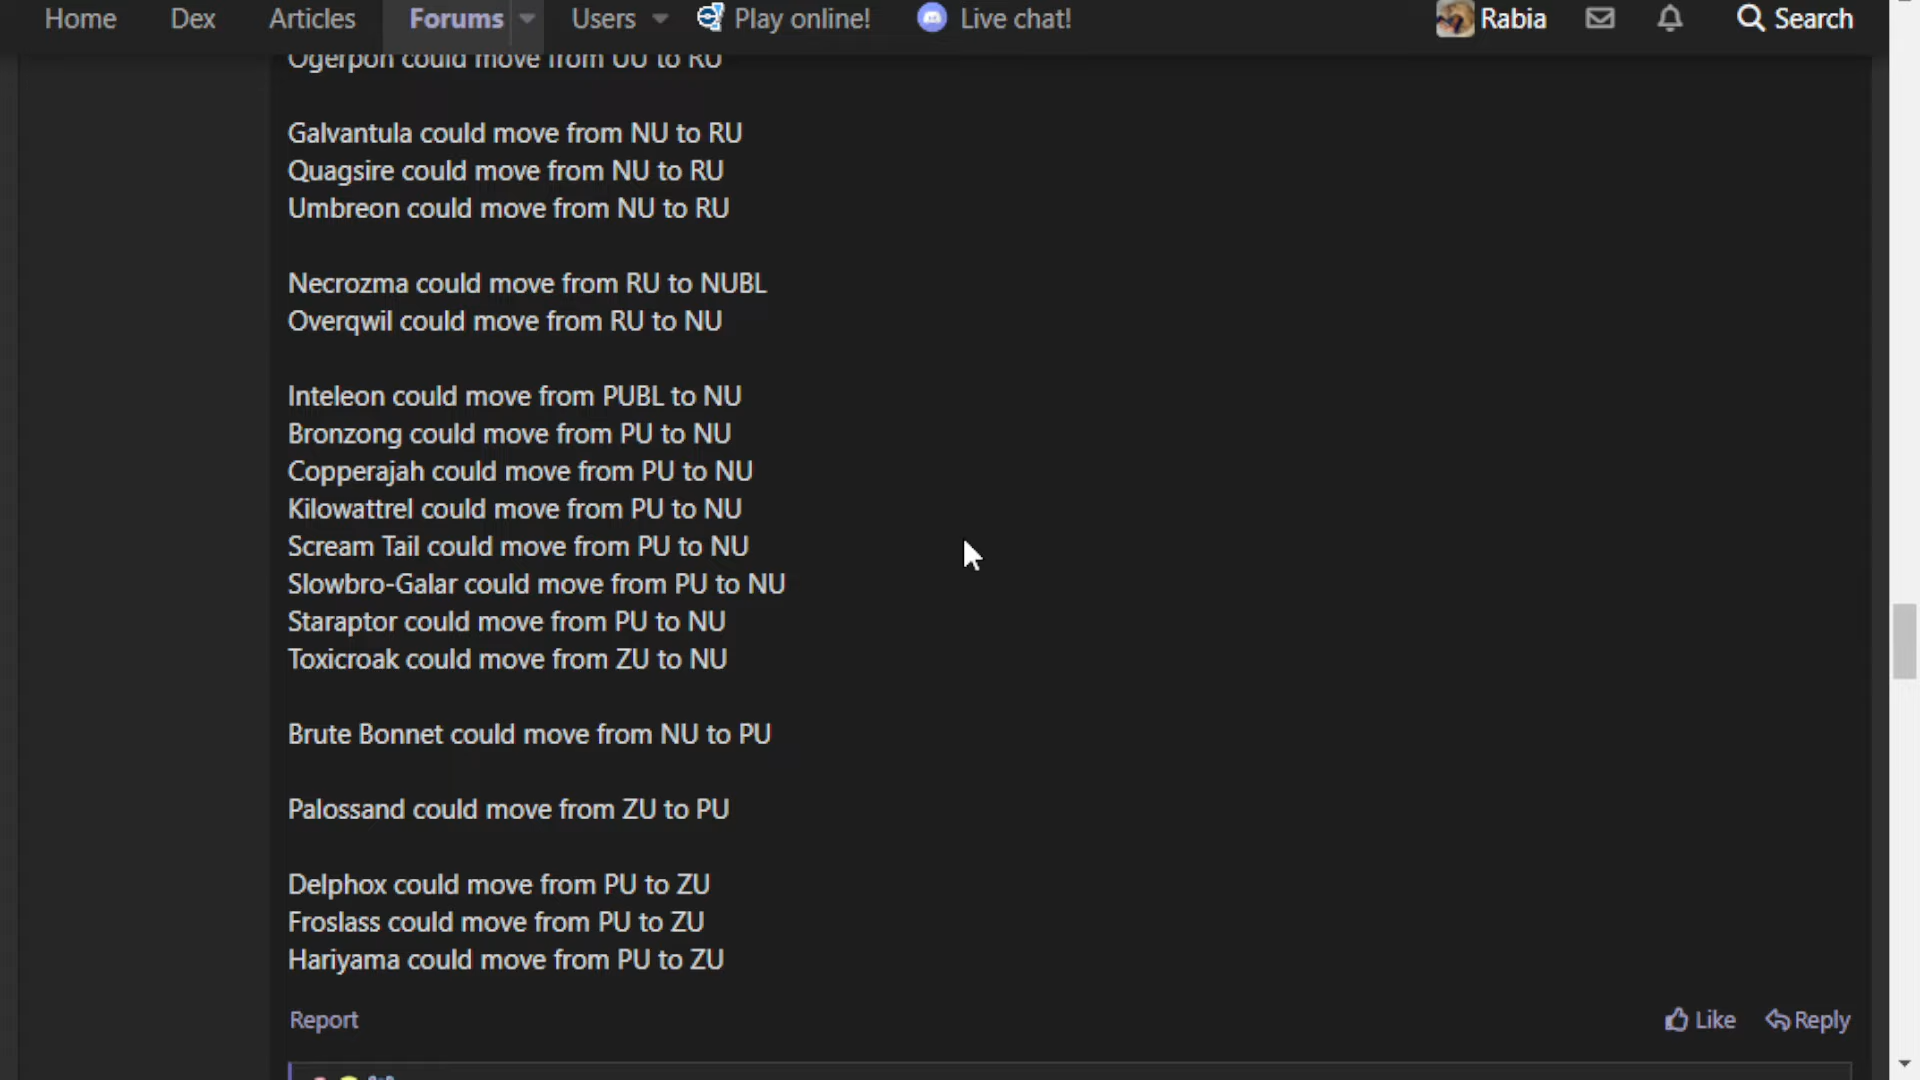 Home Dex Articles Forums Users Play online! Live chat! Rabia Search
Ogerpon could move from UU to RU
Galvantula could move from NU to RU
Quagsire could move from NU to RU
Umbreon could move from NU to RU
Necrozma could move from RU to NUBL
Overqwil could move from RU to NU
Inteleon could move from PUBL to NU
Bronzong could move from PU to NU
Copperajah could move from PU to NU
Kilowattrel could move from PU to NU
Scream Tail could move from PU to NU
Slowbro-Galar could move from PU to NU
Staraptor could move from PU to NU
Toxicroak could move from ZU to NU
Brute Bonnet could move from NU to PU
Palossand could move from ZU to PU
Delphox could move from PU to ZU
Froslass could move from PU to ZU
Hariyama could move from PU to ZU
Report Like Reply